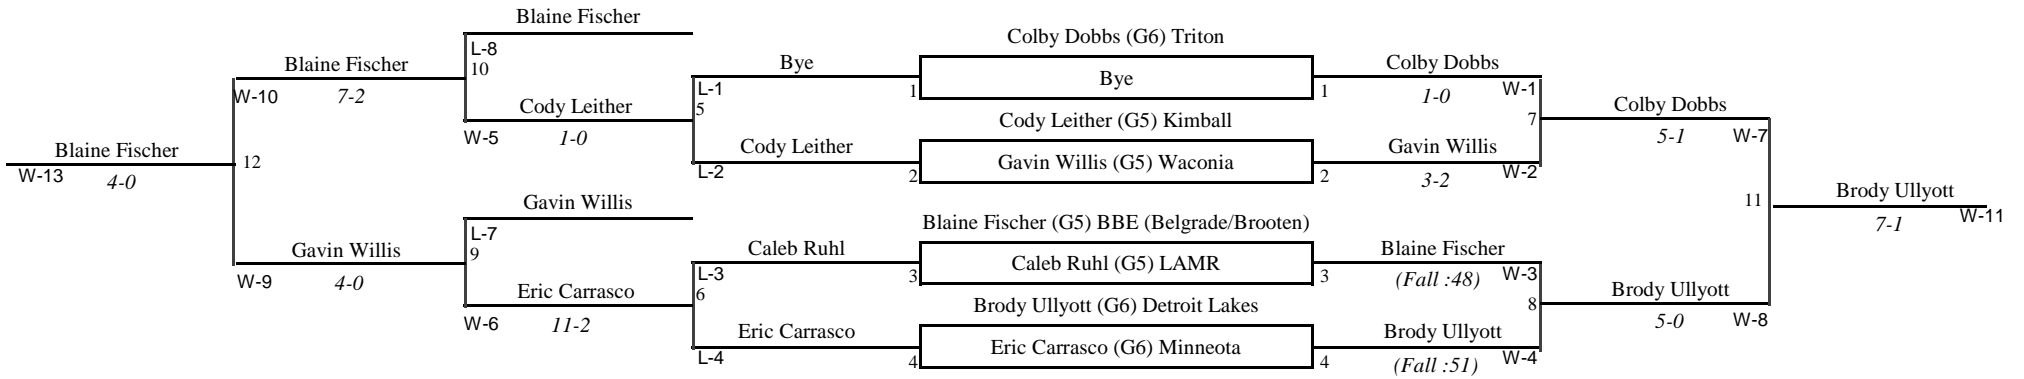 Blaine Fischer
Colby Dobbs (G6) Triton
L-8
Blaine Fischer
10
Bye
Bye
Colby Dobbs
W-10
7-2
L-1
1
1
1-0
W-1
Cody Leither
5
Cody Leither (G5) Kimball
7
Colby Dobbs
W-5
1-0
5-1
W-7
Blaine Fischer
12
Cody Leither
Gavin Willis (G5) Waconia
Gavin Willis
W-13
4-0
L-2
2
2
3-2
W-2
Gavin Willis
11
Brody Ullyott
7-1
W-11
Blaine Fischer (G5) BBE (Belgrade/Brooten)
L-7
Gavin Willis
9
Caleb Ruhl
Caleb Ruhl (G5) LAMR
Blaine Fischer
W-9
4-0
L-3
3
3
(Fall :48)
W-3
Eric Carrasco
6
Brody Ullyott (G6) Detroit Lakes
8
Brody Ullyott
W-6
11-2
5-0
W-8
Eric Carrasco
Eric Carrasco (G6) Minneota
Brody Ullyott
L-4
4
4
(Fall :51)
W-4